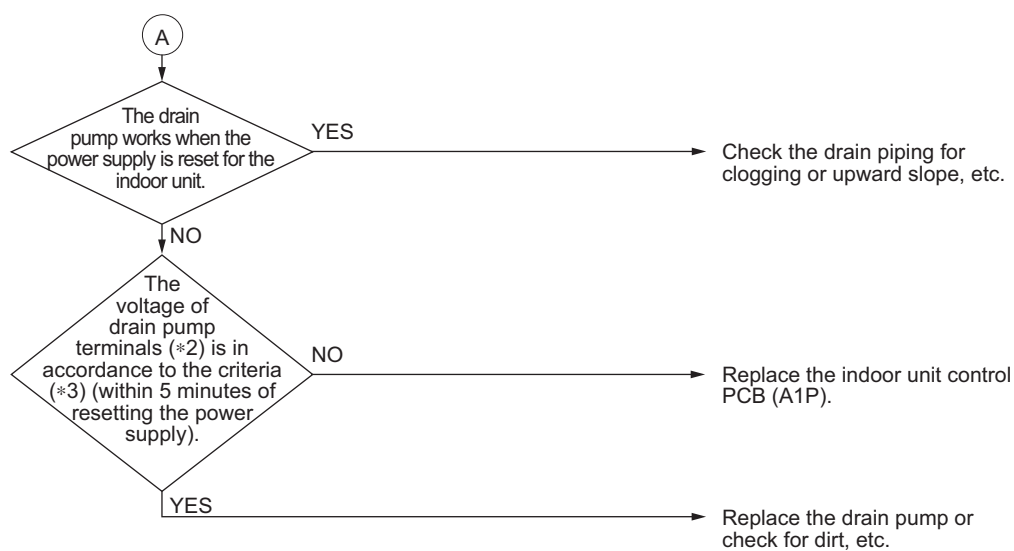 A
The drain
pump works when the
power supply is reset for the
indoor unit.
YES
Check the drain piping for
clogging or upward slope, etc.
NO
The
voltage of
drain pump
terminals (*2) is in
accordance to the criteria
(*3) (within 5 minutes of
resetting the power
supply).
NO
Replace the indoor unit control
PCB (A1P).
YES
Replace the drain pump or
check for dirt, etc.